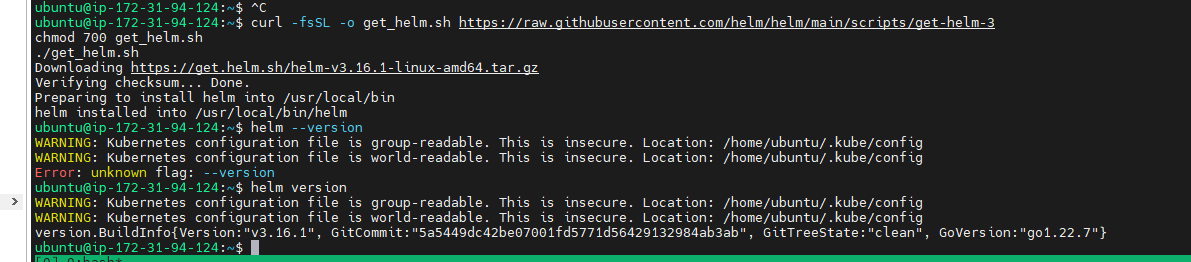 ubuntu@ip-172-31-94-124:~$ ^C
ubuntu@ip-172-31-94-124:~$ curl -fsSL -o get_helm.sh https://raw.githubusercontent.com/helm/helm/main/scripts/get-helm-3
chmod 700 get_helm.sh
./get_helm.sh
Downloading https://get.helm.sh/helm-v3.16.1-linux-amd64.tar.gz
Verifying checksum... Done.
Preparing to install helm into /usr/local/bin
helm installed into /usr/local/bin/helm
ubuntu@ip-172-31-94-124:~$ helm --version
WARNING: Kubernetes configuration file is group-readable. This is insecure. Location: /home/ubuntu/.kube/config
WARNING: Kubernetes configuration file is world-readable. This is insecure. Location: /home/ubuntu/.kube/config
Error: unknown flag: --version
ubuntu@ip-172-31-94-124:~$ helm version
WARNING: Kubernetes configuration file is group-readable. This is insecure. Location: /home/ubuntu/.kube/config
WARNING: Kubernetes configuration file is world-readable. This is insecure. Location: /home/ubuntu/.kube/config
version.BuildInfo{Version:"v3.16.1", GitCommit:"5a5449dc42be07001fd5771d56429132984ab3ab", GitTreeState:"clean", GoVersion:"go1.22.7"}
ubuntu@ip-172-31-94-124:~$